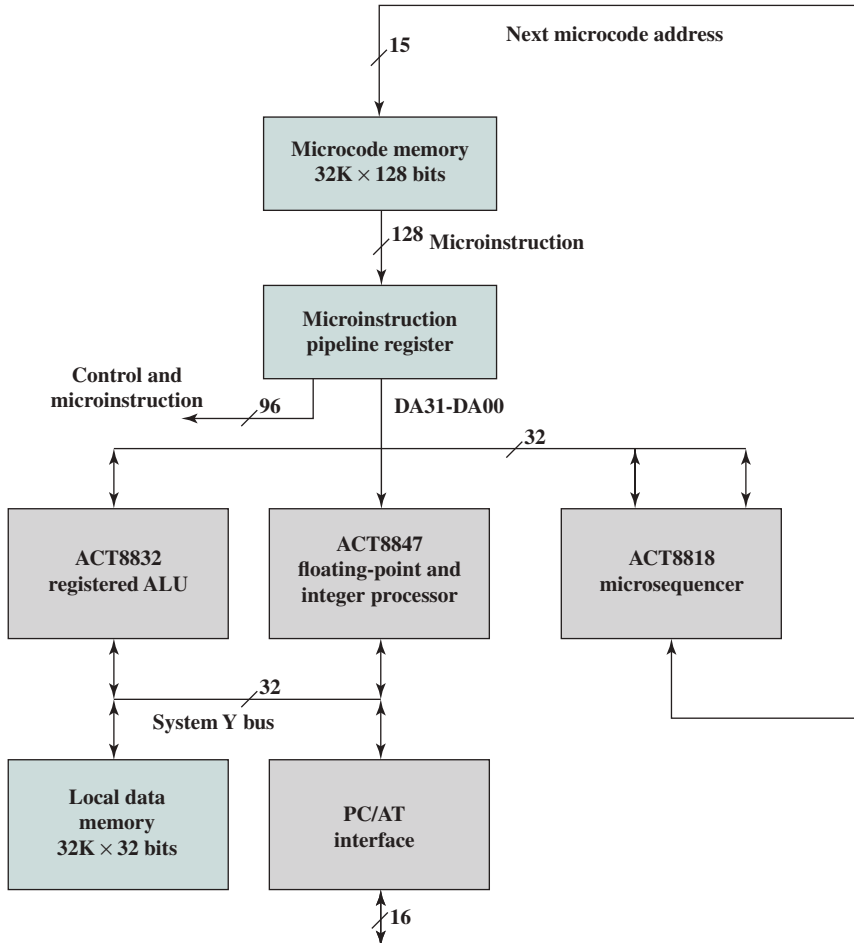 Next microcode address
15
Microcode memory
32K × 128 bits
128
Microinstruction
Microinstruction
pipeline register
Control and
microinstruction
96
DA31-DA00
32
ACT8832
registered ALU
ACT8847
floating-point and
integer processor
ACT8818
microsequencer
32
System Y bus
Local data
memory
32K × 32 bits
PC/AT
interface
16